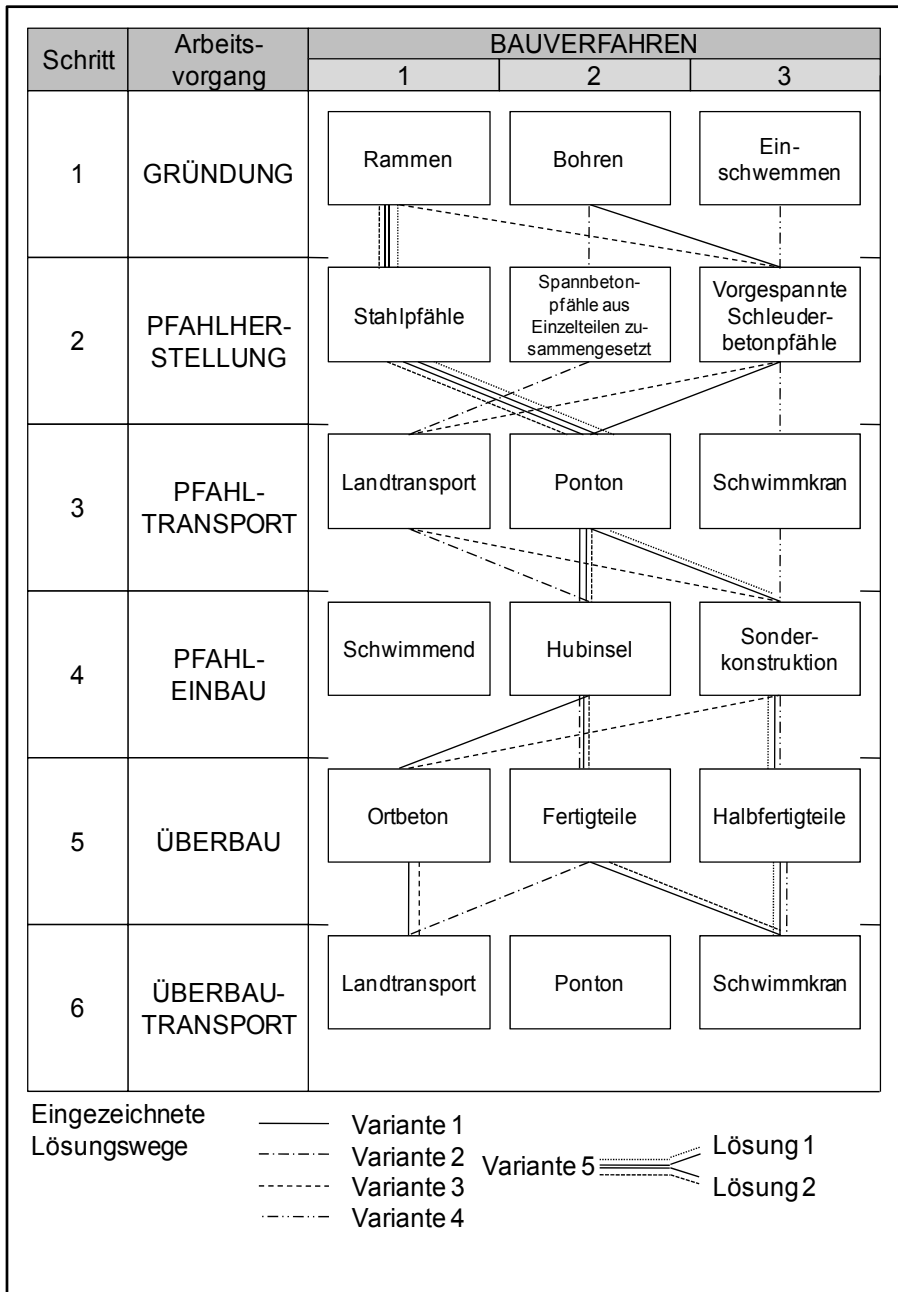 Schritt
Arbeits-
vorgang
BAUVERFAHREN
1 2 3
1
GRÜNDUNG
Rammen
Bohren
Ein-
schwemmen
2
PFAHLHER-
STELLUNG
Stahlpfähle
Spannbeton-
pfähle aus
Einzelteilen zu-
sammengesetzt
Vorgespannte
Schleuder-
betonpfähle
3
PFAHL-
TRANSPORT
Landtransport
Ponton
Schwimmkran
4
PFAHL-
EINBAU
Schwimmend
Hubinsel
Sonder-
konstruktion
5
ÜBERBAU
Ortbeton
Fertigteile
Halbfertigteile
6
ÜBERBAU-
TRANSPORT
Landtransport
Ponton
Schwimmkran
Eingezeichnete
Lösungswege
Variante 1
Variante 2
Variante 3
Variante 4
Variante 5
Lösung 1
Lösung 2